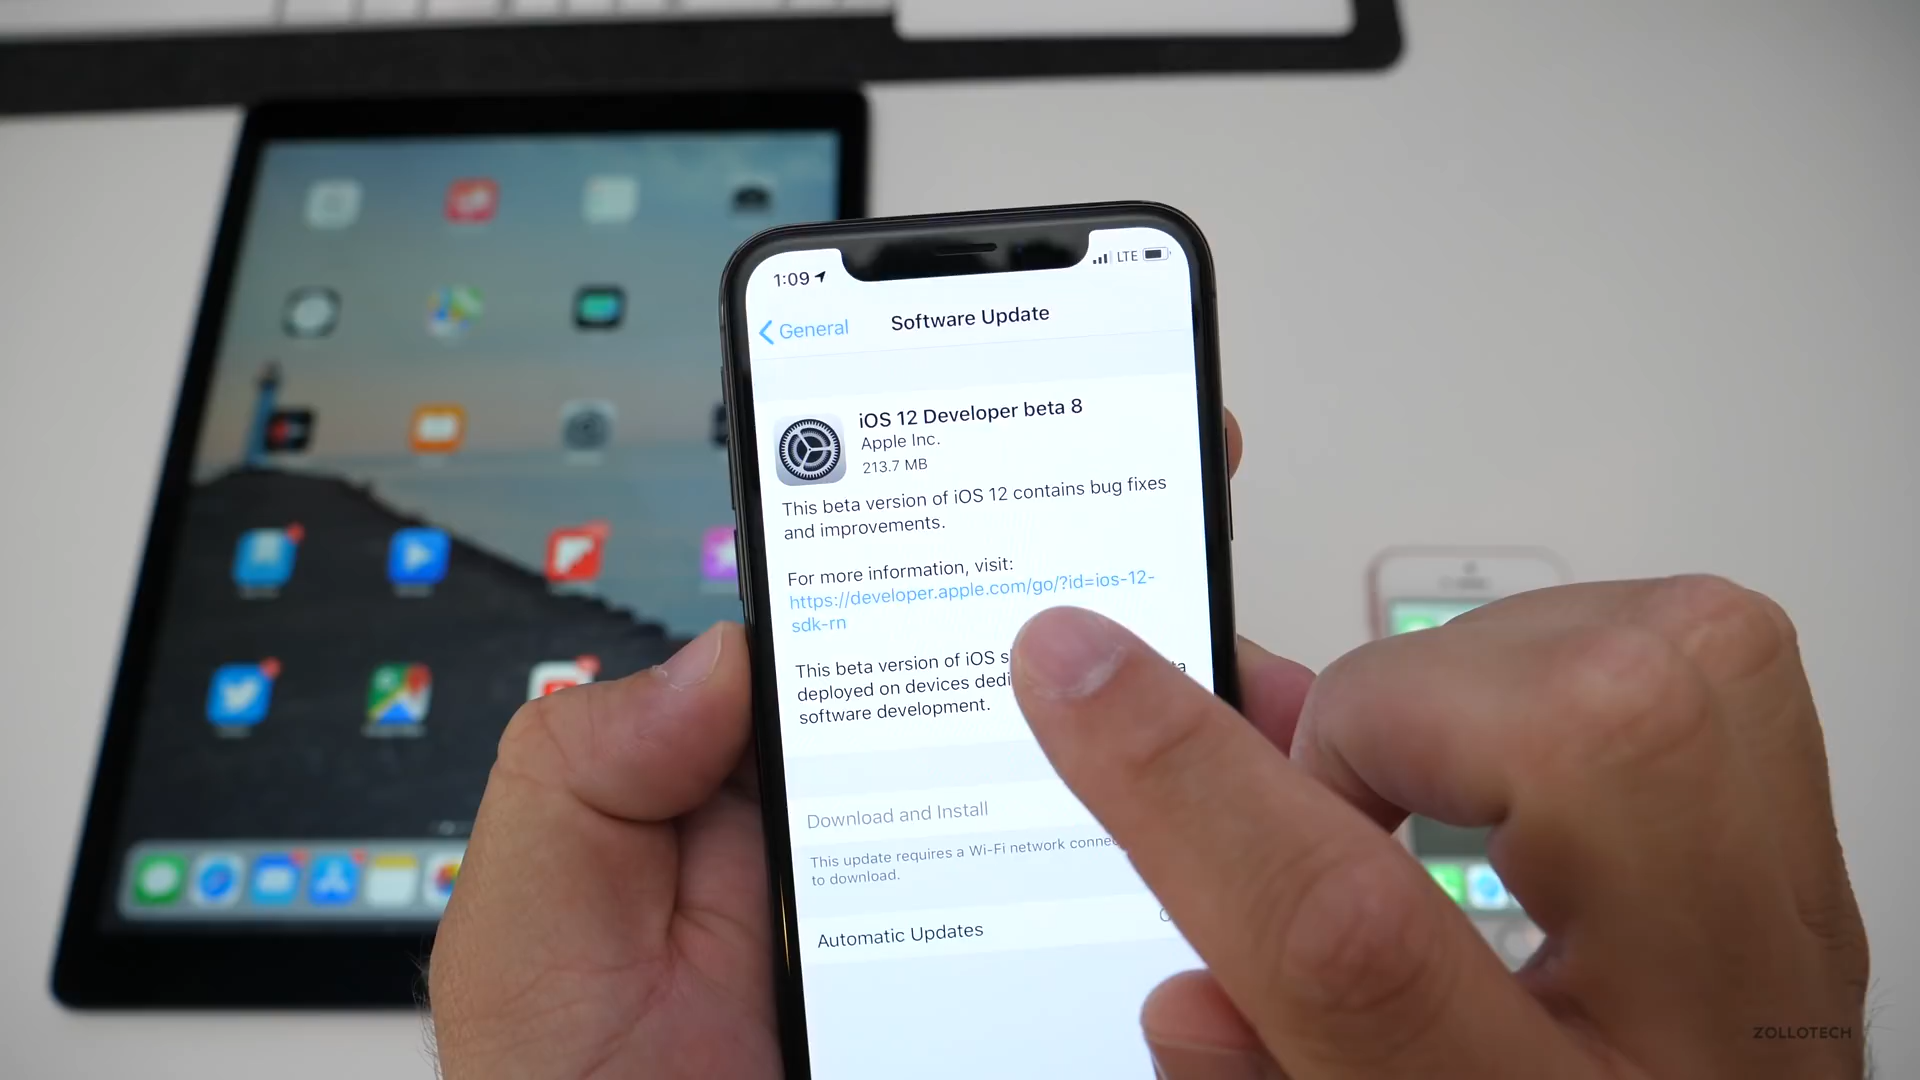 1:09
LTE
General
Software Update
iOS 12 Developer beta 8
Apple Inc.
213.7 MB
This beta version of iOS 12 contains bug fixes
and improvements.
For more information, visit:
https://developer.apple.com/go/?id=ios-12-
sdk-rn
This beta version of iOS
deployed on devices
software development.
Download and Install
This update requires a Wi-Fi network
to download.
Automatic Updates
ZOLLOTECH